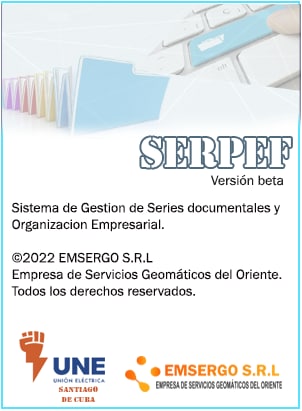 SERPEF
Versión beta
Sistema de Gestion de Series documentales y
Organizacion Empresarial.
©2022 EMSERGO S.R.L
Empresa de Servicios Geomáticos del Oriente.
Todos los derechos reservados.
UNE
UNIÓN ELÉCTRICA
SANTIAGO
DE CUBA
EMSERGO S.R.L
EMPRESA DE SERVICIOS GEOMÁTICOS DEL ORIENTE